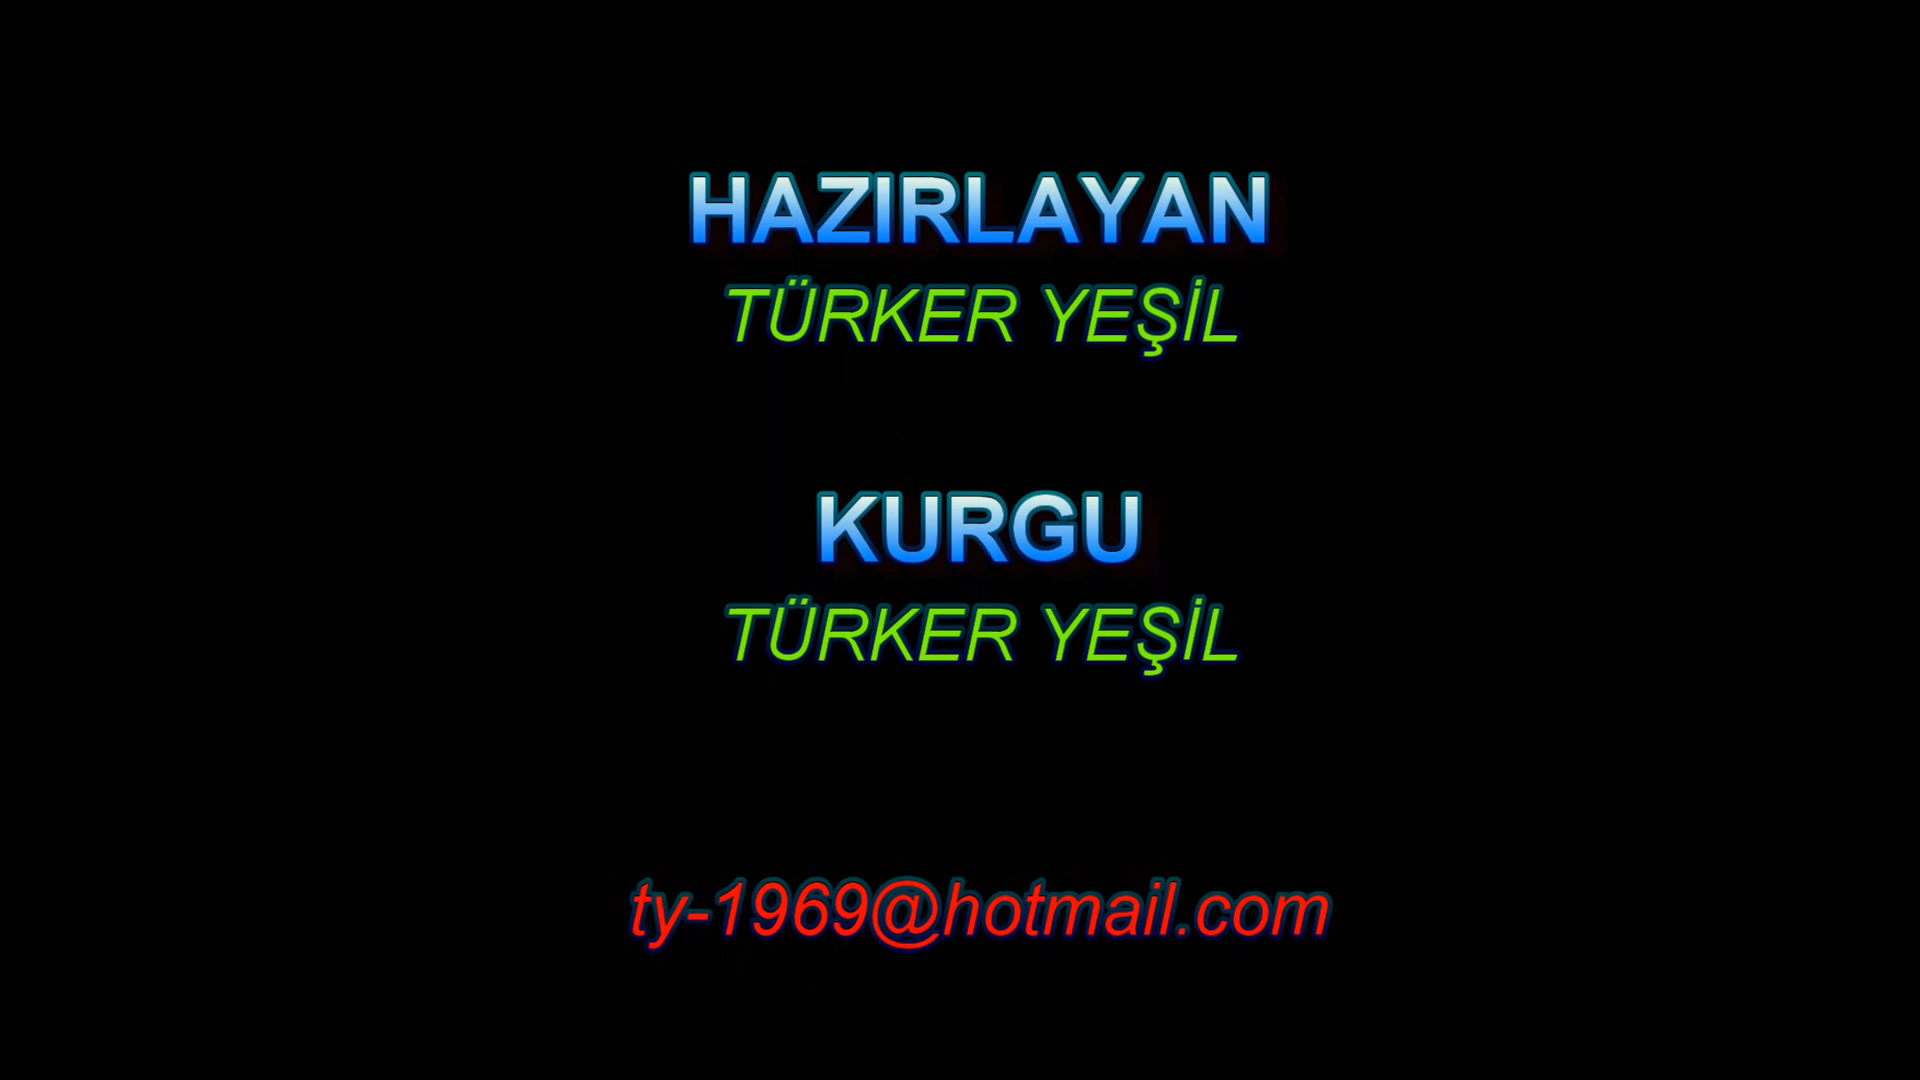 HAZIRLAYAN
TÜRKER YEŞİL
KURGU
TÜRKER YEŞİL
ty-1969@hotmail.com